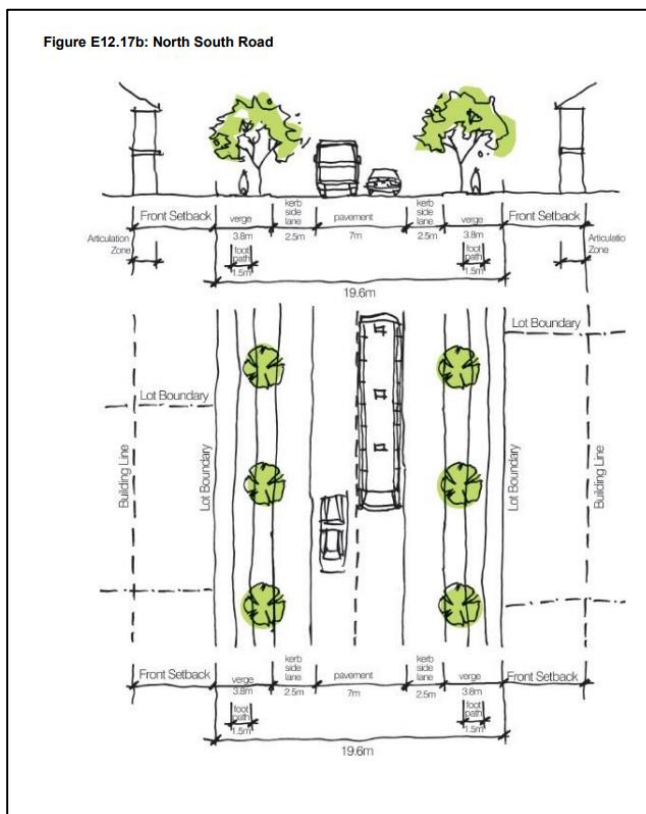 Figure E12.17b: North South Road
Front Setback
verge
3.8m
kerb
side
lane
2.5m
pavement
7m
kerb
side
lane
2.5m
verge
3.8m
Front Setback
Articulation
Zone
foot
path
1.5m
foot
path
1.5m
Articulatio
Zone
19.6m
Lot Boundary
Lot Boundary
Building Line
Lot Boundary
Lot Boundary
Building Line
Front Setback
verge
3.8m
kerb
side
lane
2.5m
pavement
7m
kerb
side
lane
2.5m
verge
3.8m
Front Setback
foot
path
1.5m
foot
path
1.5m
19.6m